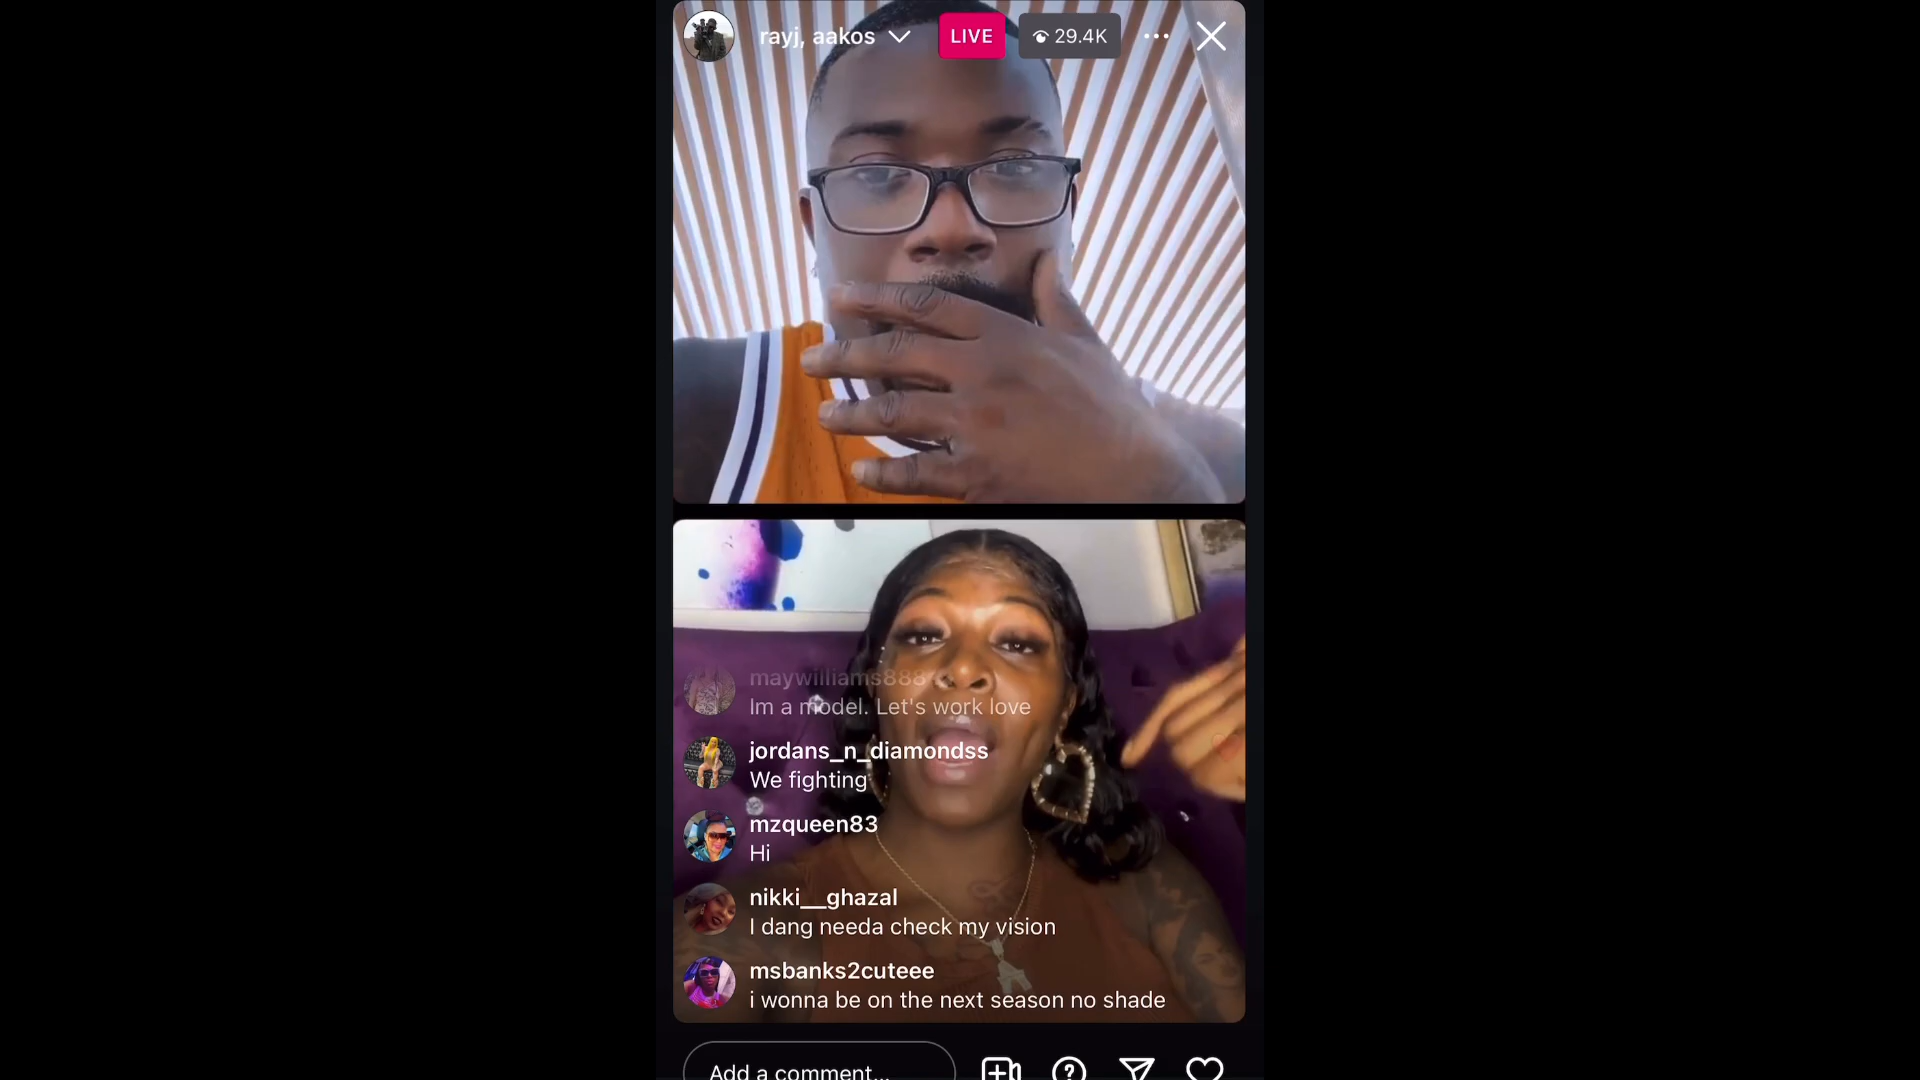 rayj, aakos
LIVE
29.4K
maywilliams888
Im a model. Let's work love
jordans_n_diamondss
We fighting
mzqueen83
Hi
nikki__ghazal
I dang needa check my vision
msbanks2cuteee
i wonna be on the next season no shade
Add a comment...